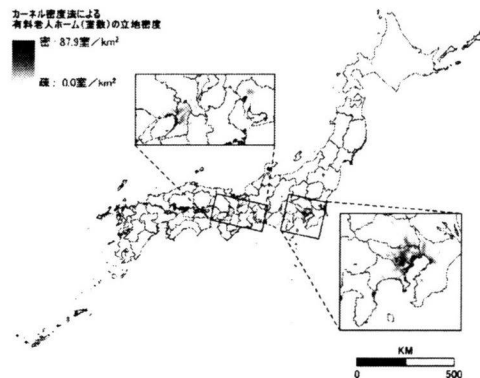 カーネル密度法による
有料老人ホーム(室数)の立地密度
密：87.9室/km²
疎：0.0室/km²
KM
0 500